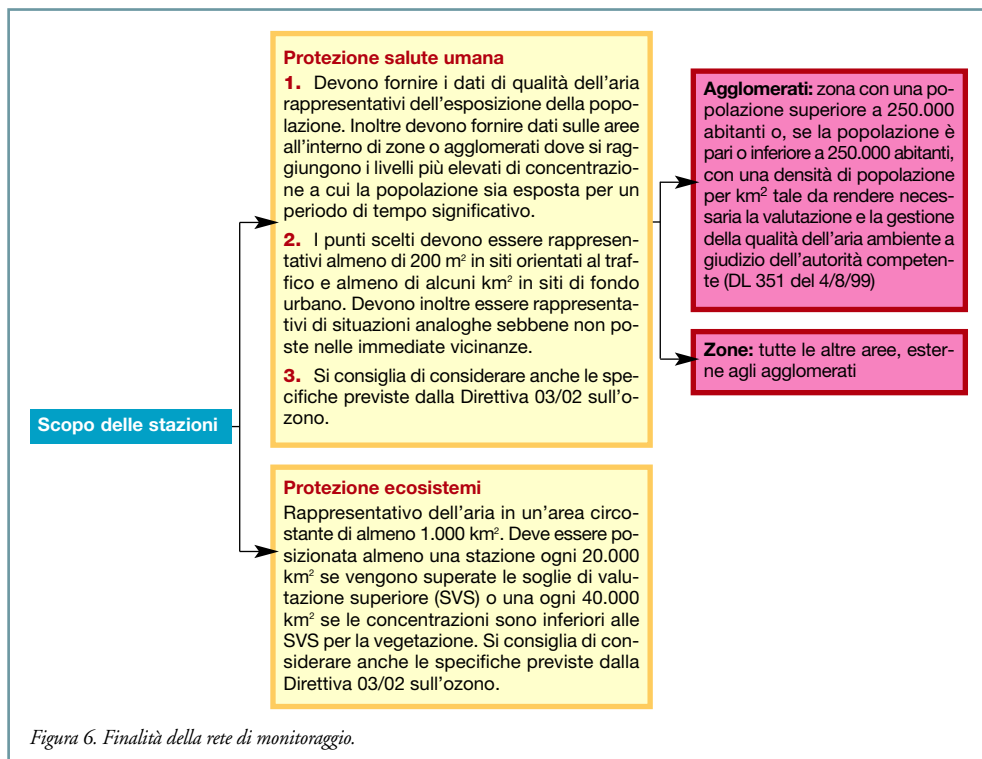 Protezione salute umana
1. Devono fornire i dati di qualità dell'aria
rappresentativi dell'esposizione della popo-
lazione. Inoltre devono fornire dati sulle aree
all'interno di zone o agglomerati dove si rag-
giungono i livelli più elevati di concentrazio-
ne a cui la popolazione sia esposta per un
periodo di tempo significativo.
2. I punti scelti devono essere rappresen-
tativi almeno di 200 m² in siti orientati al traf-
fico e almeno di alcuni km² in siti di fondo
urbano. Devono inoltre essere rappresenta-
tivi di situazioni analoghe sebbene non po-
ste nelle immediate vicinanze.
3. Si consiglia di considerare anche le spe-
cifiche previste dalla Direttiva 03/02 sull'o-
zono.
Agglomerati: zona con una po-
polazione superiore a 250.000
abitanti o, se la popolazione è
pari o inferiore a 250.000 abitanti,
con una densità di popolazione
per km² tale da rendere neces-
saria la valutazione e la gestione
della qualità dell'aria ambiente a
giudizio dell'autorità competen-
te (DL 351 del 4/8/99)
Zone: tutte le altre aree, ester-
ne agli agglomerati
Scopo delle stazioni
Protezione ecosistemi
Rappresentativo dell'aria in un'area circo-
stante di almeno 1.000 km². Deve essere po-
sizionata almeno una stazione ogni 20.000
km² se vengono superate le soglie di valu-
tazione superiore (SVS) o una ogni 40.000
km² se le concentrazioni sono inferiori alle
SVS per la vegetazione. Si consiglia di con-
siderare anche le specifiche previste dalla
Direttiva 03/02 sull'ozono.
Figura 6. Finalità della rete di monitoraggio.